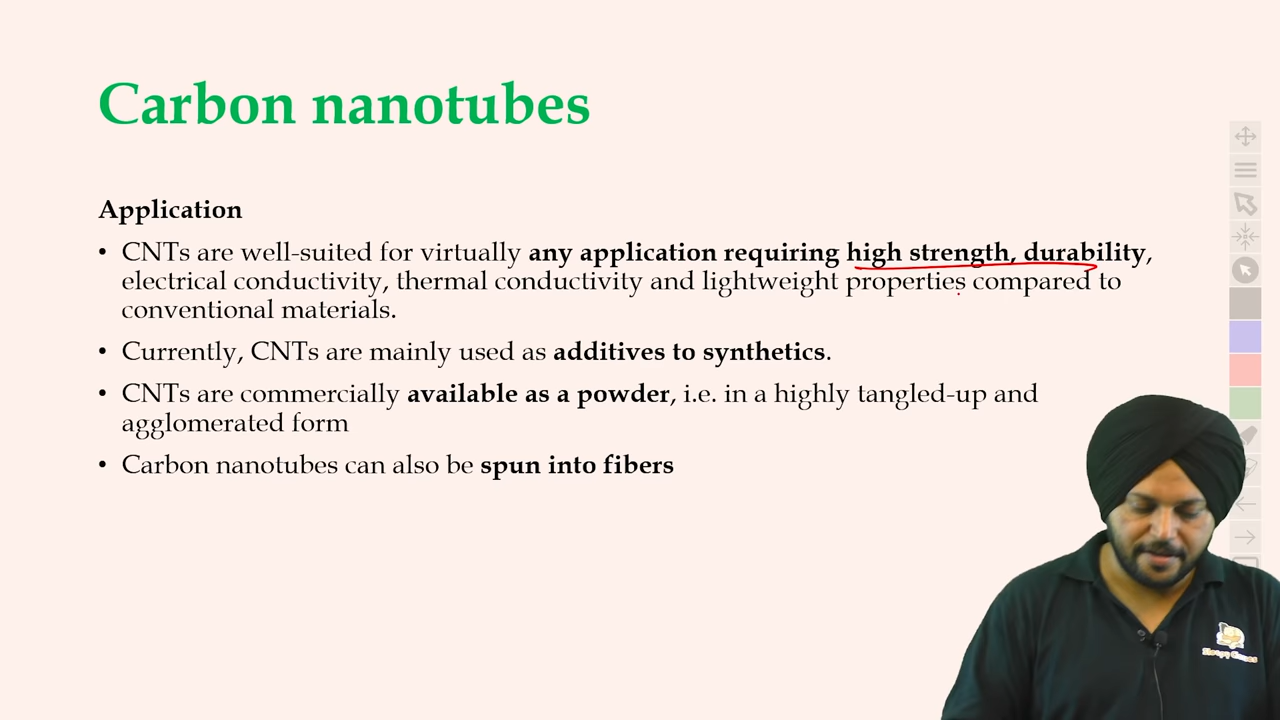 Carbon nanotubes
Application
• CNTs are well-suited for virtually any application requiring high strength, durability,
electrical conductivity, thermal conductivity and lightweight properties compared to
conventional materials.
• Currently, CNTs are mainly used as additives to synthetics.
• CNTs are commercially available as a powder, i.e. in a highly tangled-up and
agglomerated form
• Carbon nanotubes can also be spun into fibers